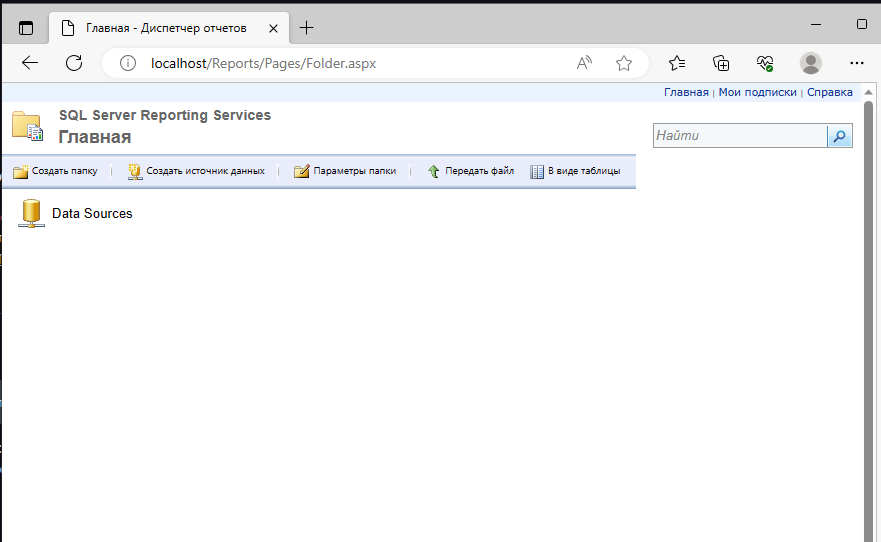 Главная - Диспетчер отчетов
localhost/Reports/Pages/Folder.aspx
Главная | Мои подписки | Справка
SQL Server Reporting Services
Главная
Найти
Создать папку
Создать источник данных
Параметры папки
Передать файл
В виде таблицы
Data Sources